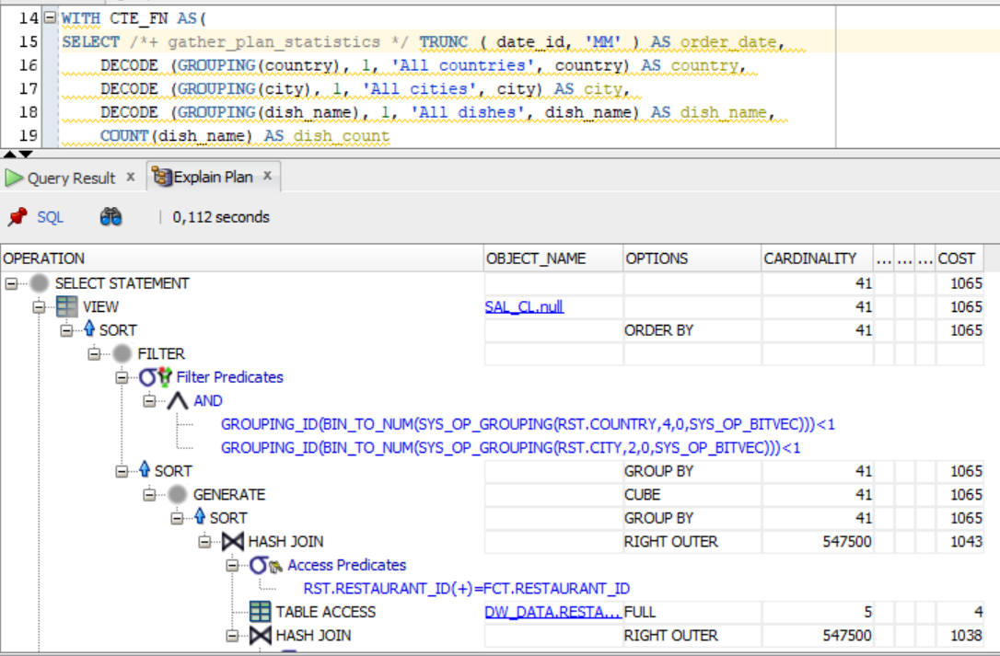 14 WITH CTE_FN AS(
15 SELECT /*+ gather_plan_statistics */ TRUNC ( date_id, 'MM' ) AS order_date,
16 DECODE (GROUPING(country), 1, 'All countries', country) AS country,
17 DECODE (GROUPING(city), 1, 'All cities', city) AS city,
18 DECODE (GROUPING(dish_name), 1, 'All dishes', dish_name) AS dish_name,
19 COUNT(dish_name) AS dish_count
Query Result x Explain Plan x
SQL | 0,112 seconds
OPERATION OBJECT_NAME OPTIONS CARDINALITY ... ... ... COST
SELECT STATEMENT 41 1065
VIEW SAL_CL.null 41 1065
SORT ORDER BY 41 1065
FILTER
Filter Predicates
AND
GROUPING_ID(BIN_TO_NUM(SYS_OP_GROUPING(RST.COUNTRY,4,0,SYS_OP_BITVEC)))<1
GROUPING_ID(BIN_TO_NUM(SYS_OP_GROUPING(RST.CITY,2,0,SYS_OP_BITVEC)))<1
SORT GROUP BY 41 1065
GENERATE CUBE 41 1065
SORT GROUP BY 41 1065
HASH JOIN RIGHT OUTER 547500 1043
Access Predicates
RST.RESTAURANT_ID(+)=FCT.RESTAURANT_ID
TABLE ACCESS DW_DATA.RESTA... FULL 5 4
HASH JOIN RIGHT OUTER 547500 1038